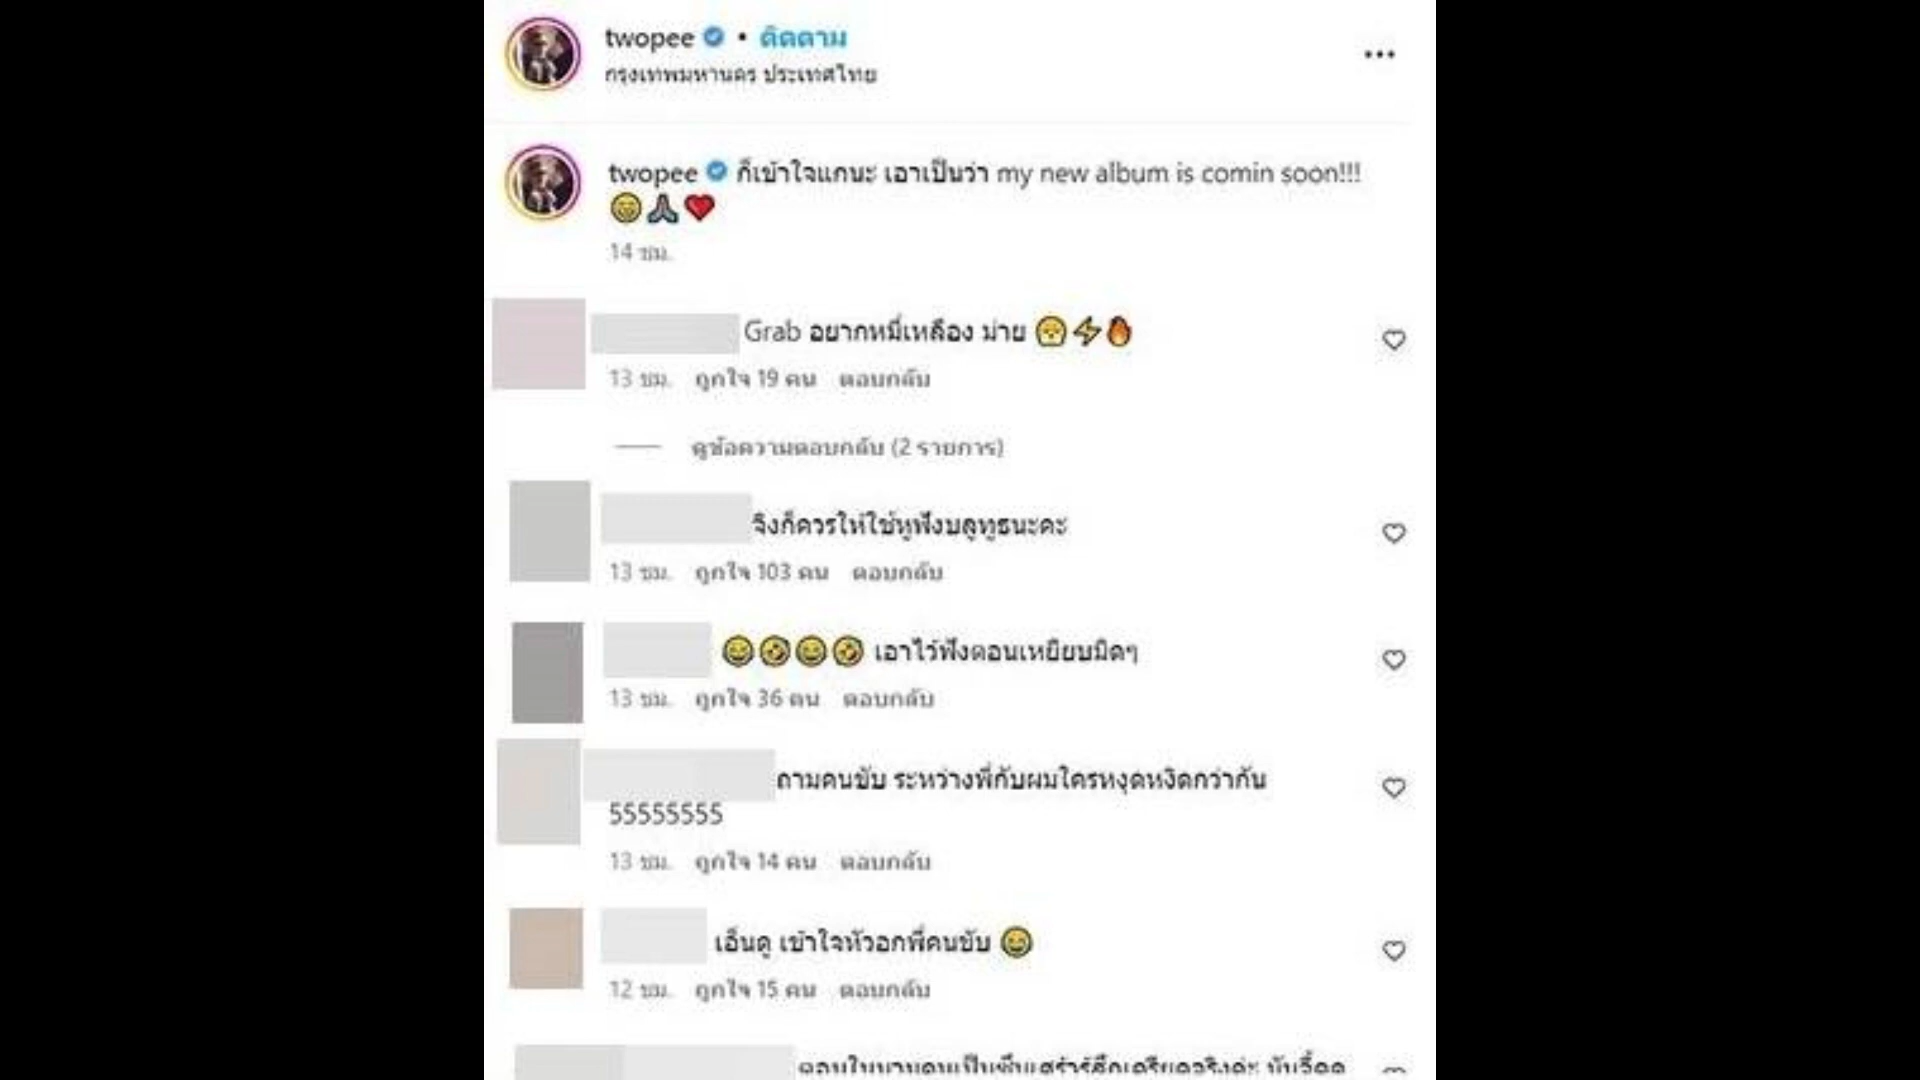 twopee • ติดตาม
กรุงเทพมหานคร ประเทศไทย
twopee ก็เข้าใจแกนะ เอาเป็นว่า my new album is comin soon!!!
😁🙏🏿❤️
14 ชม.
Grab อยากหมี่เหลือง ม่าย ⚡🔥
13 ชม. ถูกใจ 19 คน ตอบกลับ
ดูข้อความตอบกลับ (2 รายการ)
จิงก็ควรให้ใช้หูฟังบลูทูธนะคะ
13 ชม. ถูกใจ 103 คน ตอบกลับ
😂🤣😂🤣 เอาไว้ฟังตอนเหยียบมิดๆ
13 ชม. ถูกใจ 36 คน ตอบกลับ
ถามคนขับ ระหว่างพี่กับผมใครหงุดหงิดกว่ากัน
55555555
13 ชม. ถูกใจ 14 คน ตอบกลับ
เอ็นดู เข้าใจหัวอกพี่คนขับ 😂
12 ชม. ถูกใจ 15 คน ตอบกลับ